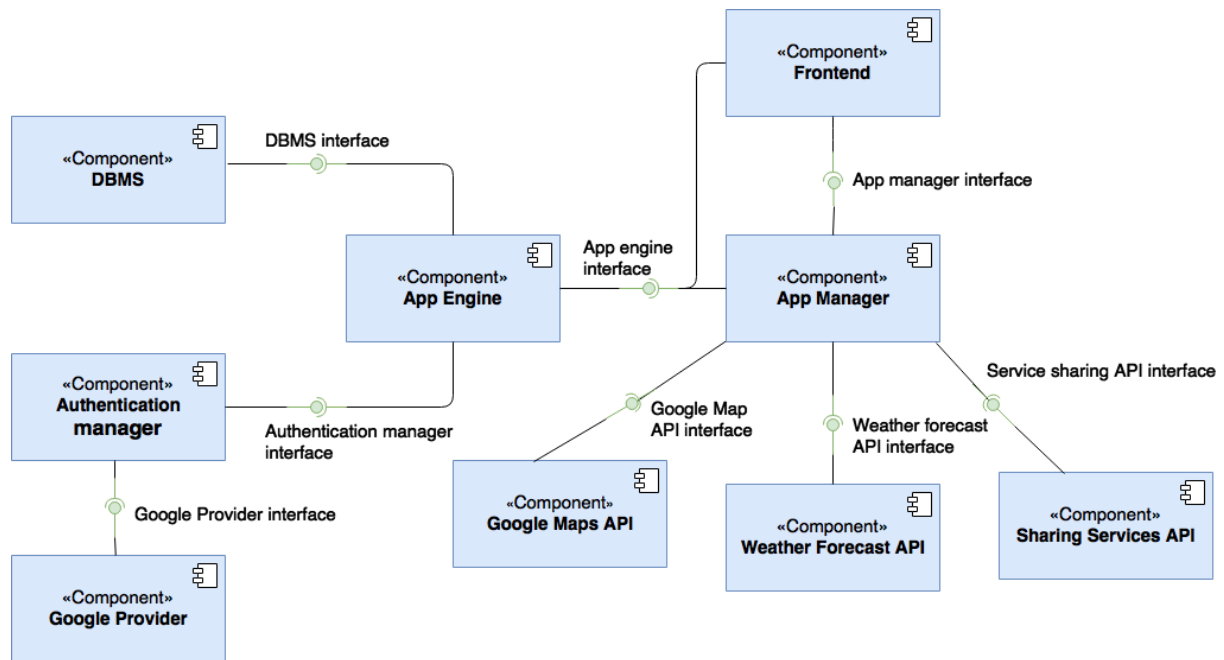 «Component»
Frontend
«Component»
DBMS
DBMS interface
App manager interface
«Component»
App Engine
App engine
interface
«Component»
App Manager
«Component»
Authentication
manager
Authentication manager
interface
Google Map
API interface
Weather forecast
API interface
Service sharing API interface
Google Provider interface
«Component»
Google Maps API
«Component»
Weather Forecast API
«Component»
Sharing Services API
«Component»
Google Provider